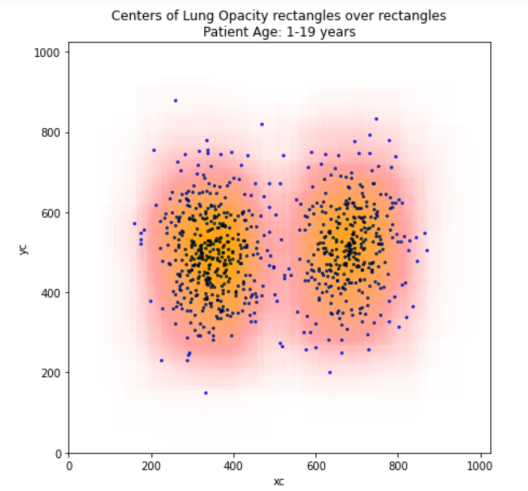 Centers of Lung Opacity rectangles over rectangles
Patient Age: 1-19 years
1000
800
600
400
200
0
yc
0 200 400 600 800 1000
xc